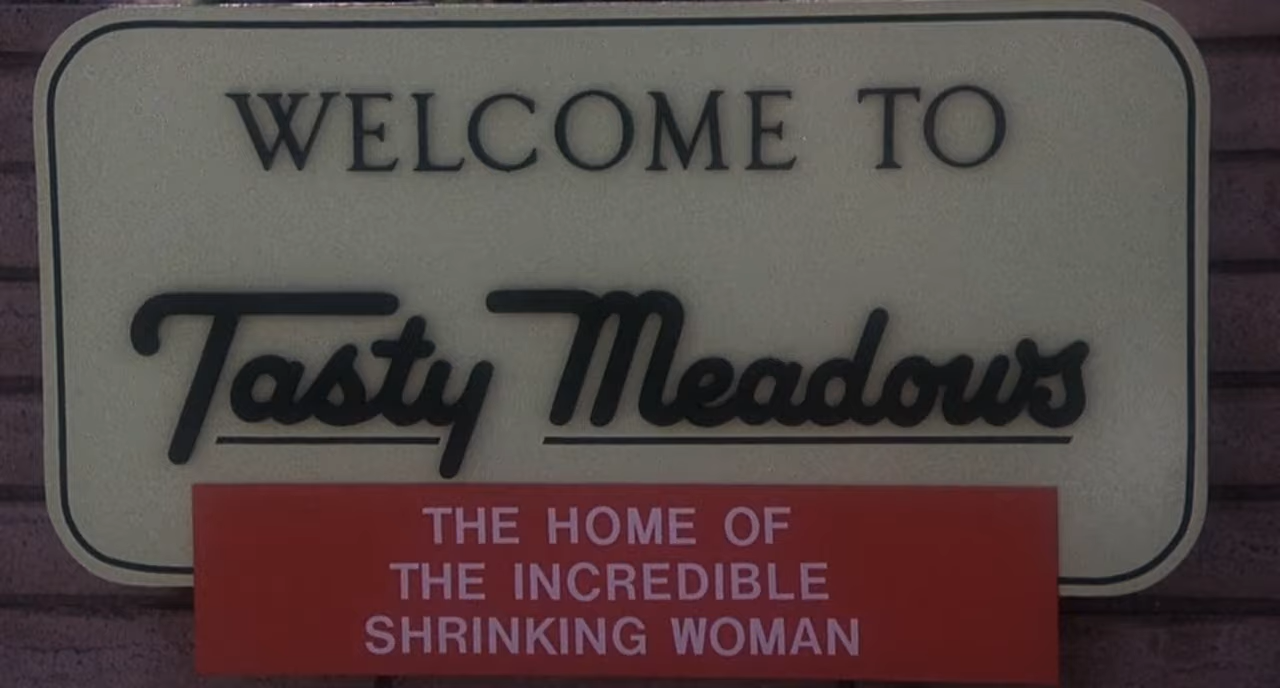 WELCOME TO
Tasty Meadows
THE HOME OF
THE INCREDIBLE
SHRINKING WOMAN